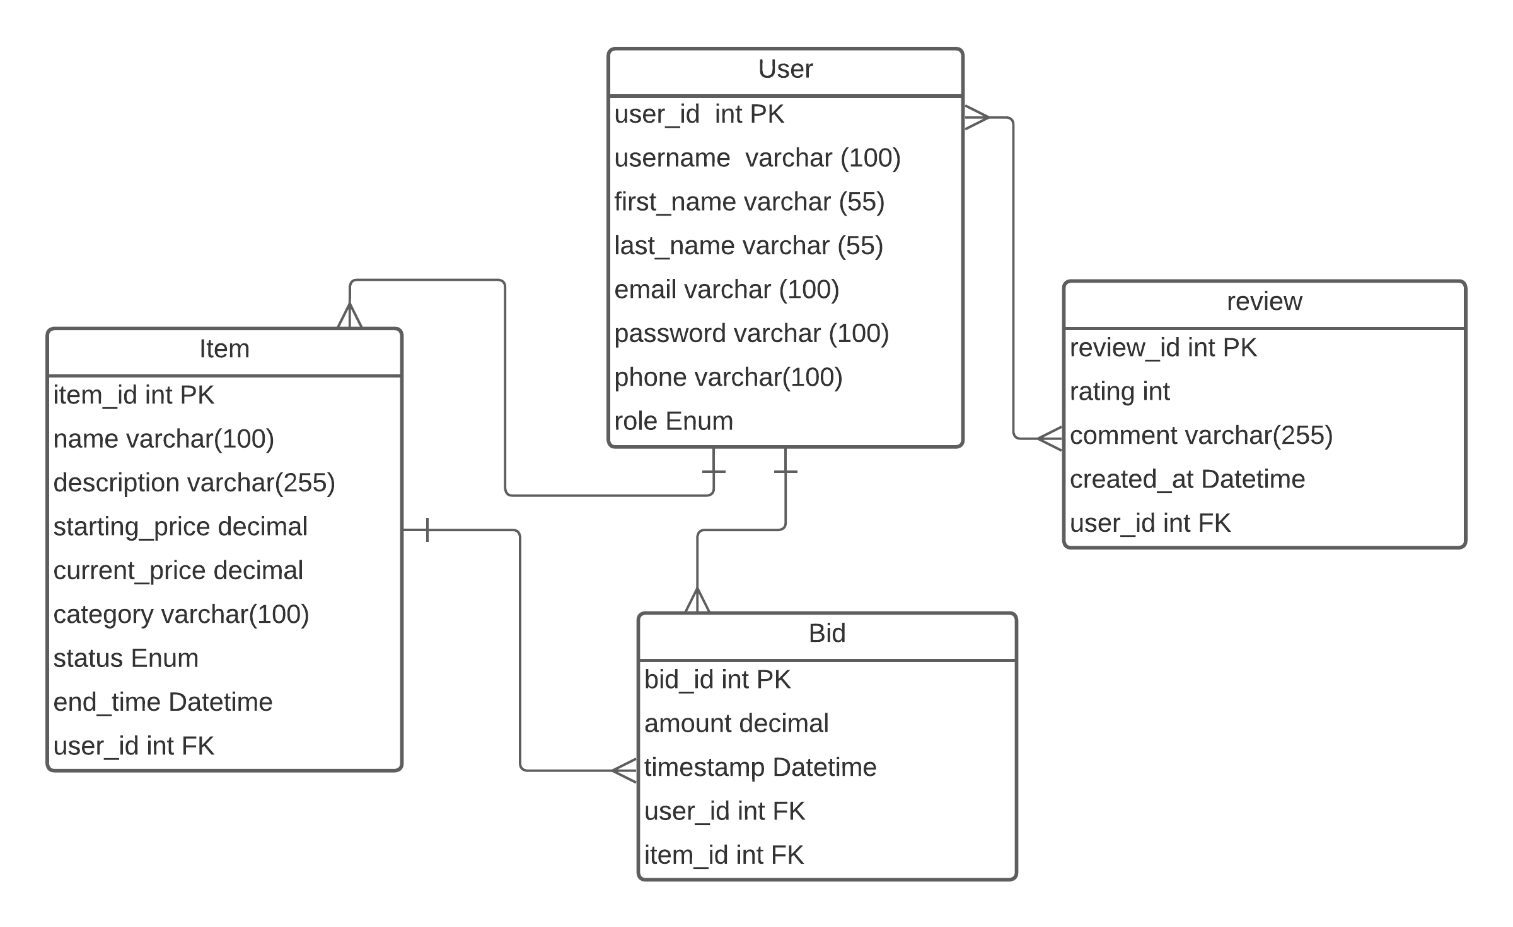 User
user_id  int PK
username  varchar (100)
first_name varchar (55)
last_name varchar (55)
email varchar (100)
password varchar (100)
phone varchar(100)
role Enum
review
review_id int PK
rating int
comment varchar(255)
created_at Datetime
user_id int FK
Item
item_id int PK
name varchar(100)
description varchar(255)
starting_price decimal
current_price decimal
category varchar(100)
status Enum
end_time Datetime
user_id int FK
Bid
bid_id int PK
amount decimal
timestamp Datetime
user_id int FK
item_id int FK